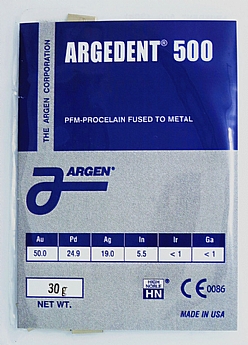 THE ARGEN CORPORATION
ARGEDENT® 500
PFM-PROCELAIN FUSED TO METAL
ARGEN®
Au Pd Ag In Ir Ga
50.0 24.9 19.0 5.5 < 1 < 1
30 g
NET WT.
HIGH NOBLE
HN
CE 0086
MADE IN USA